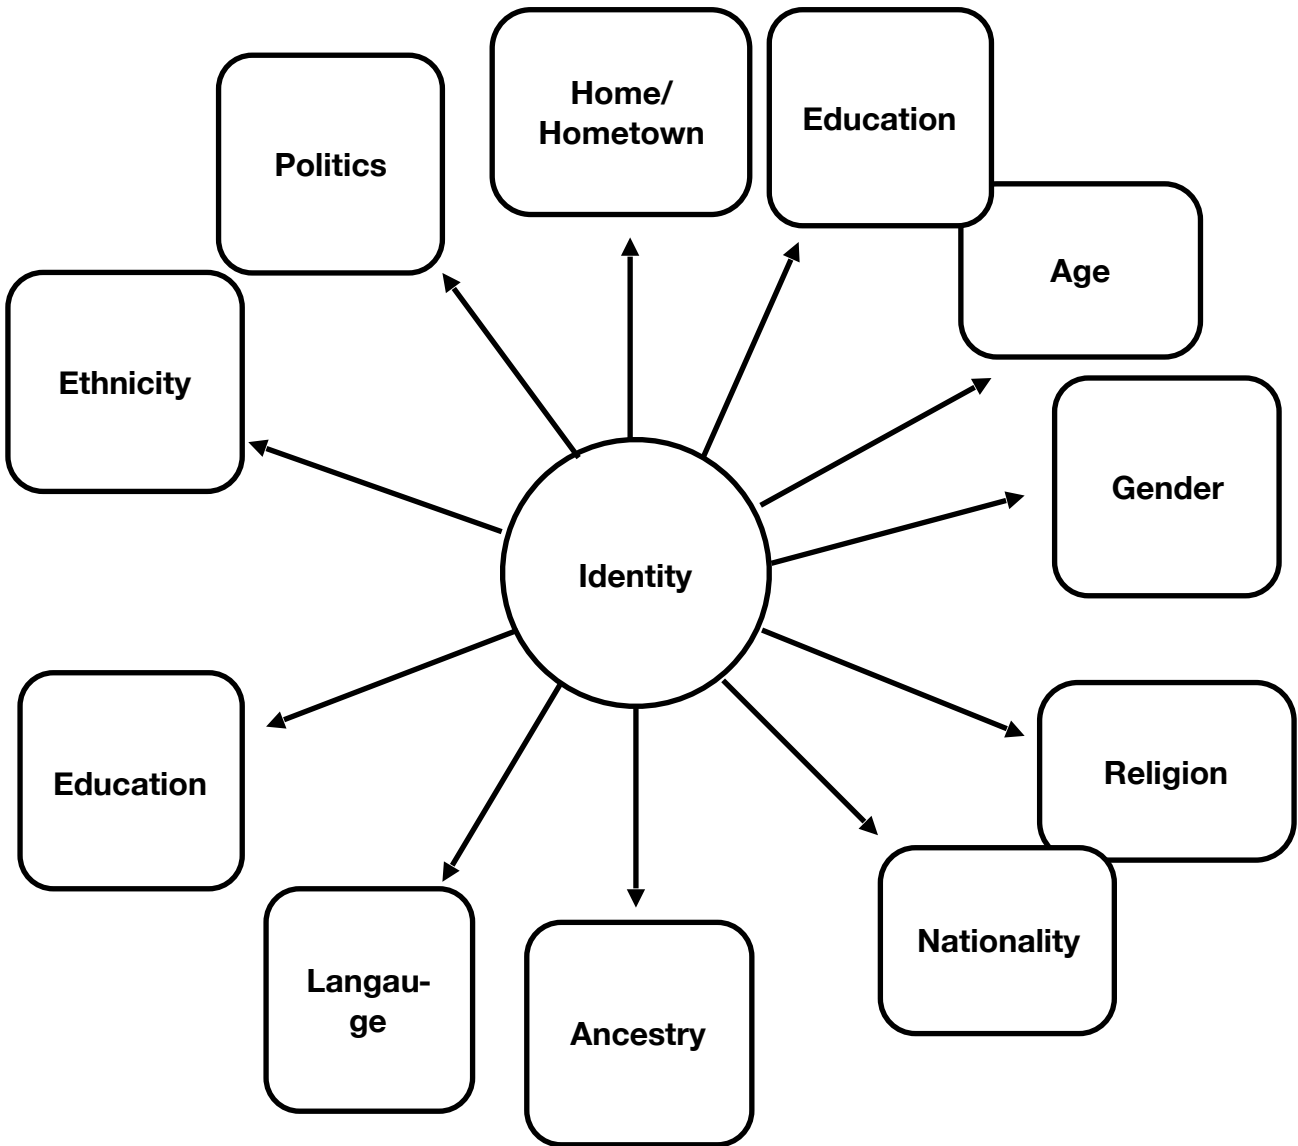 Home/
Hometown
Education
Politics
Age
Ethnicity
Gender
Identity
Religion
Education
Nationality
Langau-
ge
Ancestry